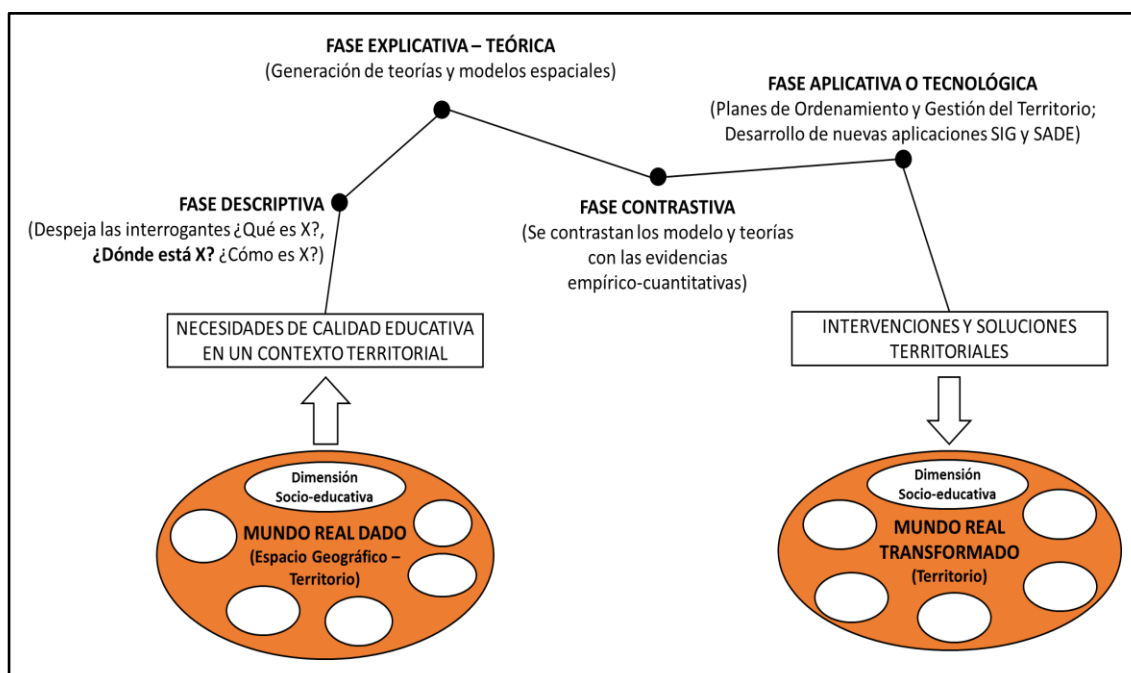 FASE EXPLICATIVA – TEÓRICA
(Generación de teorías y modelos espaciales)
FASE APLICATIVA O TECNOLÓGICA
(Planes de Ordenamiento y Gestión del Territorio;
Desarrollo de nuevas aplicaciones SIG y SADE)
FASE DESCRIPTIVA
(Despeja las interrogantes ¿Qué es X?,
¿Dónde está X? ¿Cómo es X?)
FASE CONTRASTIVA
(Se contrastan los modelo y teorías
con las evidencias
empírico-cuantitativas)
NECESIDADES DE CALIDAD EDUCATIVA
EN UN CONTEXTO TERRITORIAL
INTERVENCIONES Y SOLUCIONES
TERRITORIALES
Dimensión
Socio-educativa
MUNDO REAL DADO
(Espacio Geográfico –
Territorio)
Dimensión
Socio-educativa
MUNDO REAL
TRANSFORMADO
(Territorio)